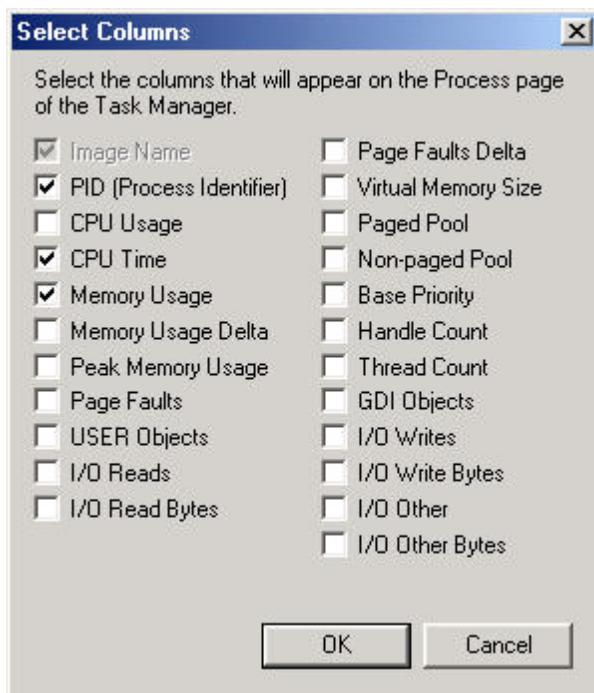 Select Columns
Select the columns that will appear on the Process page
of the Task Manager.
Image Name
PID (Process Identifier)
CPU Usage
CPU Time
Memory Usage
Memory Usage Delta
Peak Memory Usage
Page Faults
USER Objects
I/O Reads
I/O Read Bytes
Page Faults Delta
Virtual Memory Size
Paged Pool
Non-paged Pool
Base Priority
Handle Count
Thread Count
GDI Objects
I/O Writes
I/O Write Bytes
I/O Other
I/O Other Bytes
OK
Cancel